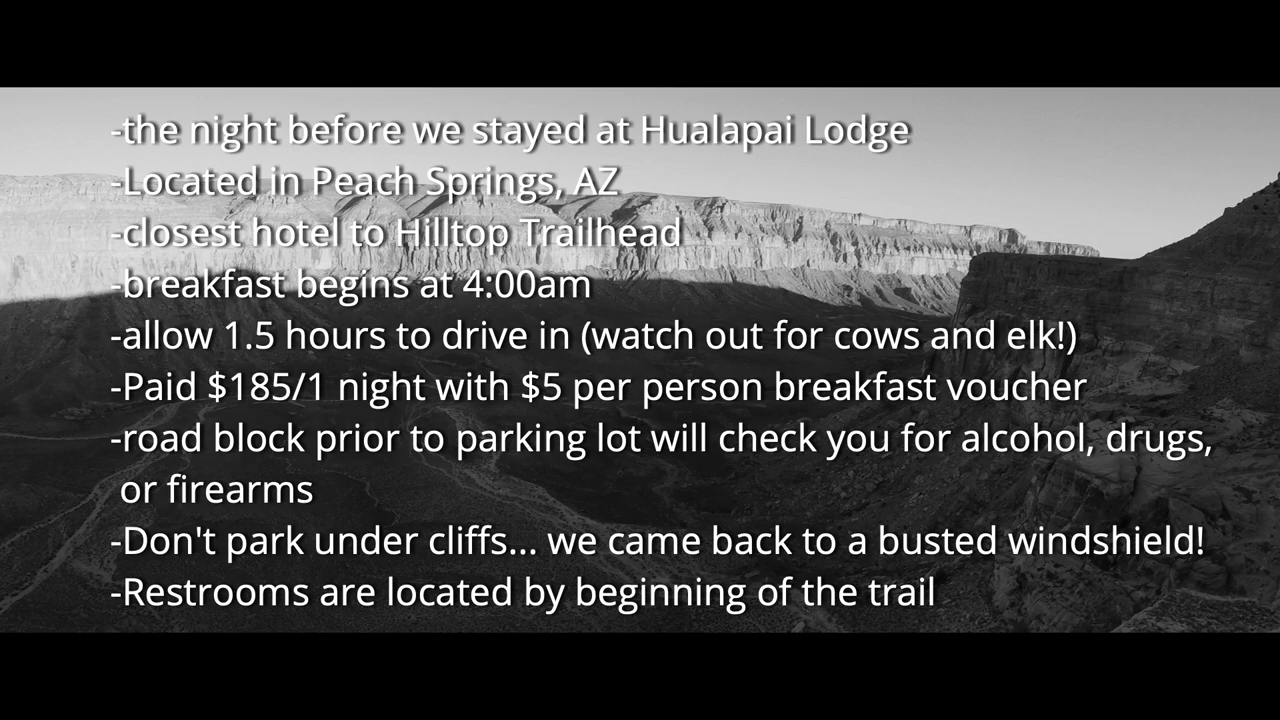 -the night before we stayed at Hualapai Lodge
-Located in Peach Springs, AZ
-closest hotel to Hilltop Trailhead
-breakfast begins at 4:00am
-allow 1.5 hours to drive in (watch out for cows and elk!)
-Paid $185/1 night with $5 per person breakfast voucher
-road block prior to parking lot will check you for alcohol, drugs,
or firearms
-Don't park under cliffs... we came back to a busted windshield!
-Restrooms are located by beginning of the trail